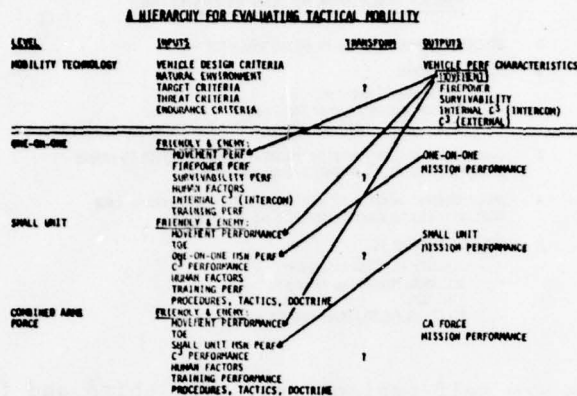 A HIERARCHY FOR EVALUATING TACTICAL MOBILITY
LEVEL INPUTS TRANSFORM OUTPUTS
MOBILITY TECHNOLOGY VEHICLE DESIGN CRITERIA VEHICLE PERF CHARACTERISTICS
NATURAL ENVIRONMENT MOVEMENT
TARGET CRITERIA ? FIREPOWER
THREAT CRITERIA SURVIVABILITY
ENDURANCE CRITERIA INTERNAL C³ (INTERCOM)
C³ (EXTERNAL)
ONE-ON-ONE FRIENDLY & ENEMY:
MOVEMENT PERF ONE-ON-ONE
FIREPOWER PERF MISSION PERFORMANCE
SURVIVABILITY PERF ?
HUMAN FACTORS
INTERNAL C³ (INTERCOM)
TRAINING PERF
SMALL UNIT FRIENDLY & ENEMY:
MOVEMENT PERFORMANCE SMALL UNIT
TOE MISSION PERFORMANCE
ONE-ON-ONE MSN PERF ?
C³ PERFORMANCE
HUMAN FACTORS
TRAINING PERF
PROCEDURES, TACTICS, DOCTRINE
COMBINED ARMS FRIENDLY & ENEMY:
FORCE MOVEMENT PERFORMANCE CA FORCE
TOE MISSION PERFORMANCE
SMALL UNIT MSN PERF
C³ PERFORMANCE ?
HUMAN FACTORS
TRAINING PERFORMANCE
PROCEDURES, TACTICS, DOCTRINE